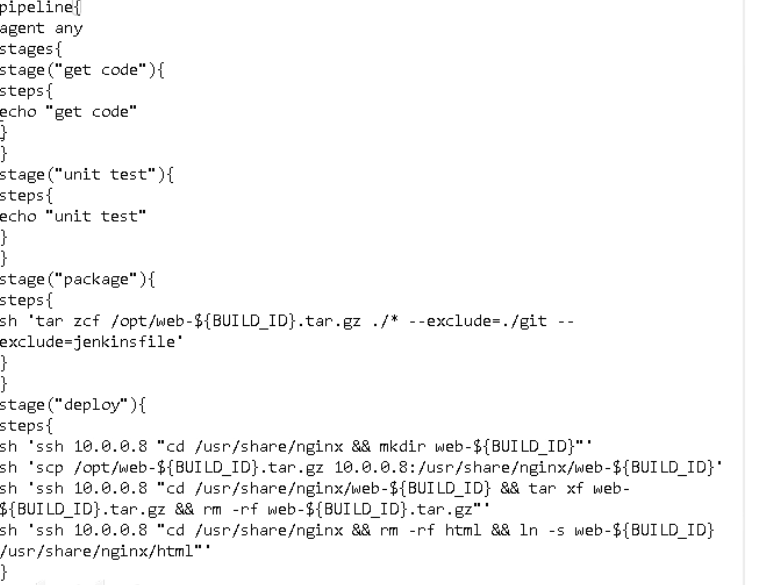 pipeline{
agent any
stages{
stage("get code"){
steps{
echo "get code"
}
}
stage("unit test"){
steps{
echo "unit test"
}
}
stage("package"){
steps{
sh 'tar zcf /opt/web-${BUILD_ID}.tar.gz ./* --exclude=./git --
exclude=jenkinsfile'
}
}
stage("deploy"){
steps{
sh 'ssh 10.0.0.8 "cd /usr/share/nginx && mkdir web-${BUILD_ID}"'
sh 'scp /opt/web-${BUILD_ID}.tar.gz 10.0.0.8:/usr/share/nginx/web-${BUILD_ID}'
sh 'ssh 10.0.0.8 "cd /usr/share/nginx/web-${BUILD_ID} && tar xf web-
${BUILD_ID}.tar.gz && rm -rf web-${BUILD_ID}.tar.gz"'
sh 'ssh 10.0.0.8 "cd /usr/share/nginx && rm -rf html && ln -s web-${BUILD_ID}
/usr/share/nginx/html"'
}